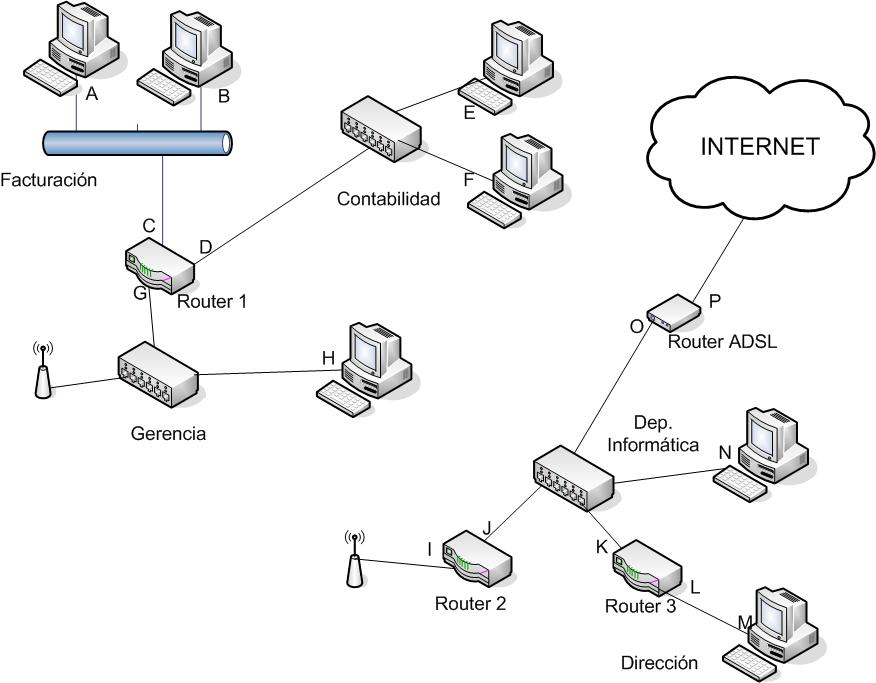 A
B
E
INTERNET
Facturación
F
Contabilidad
C
D
G
Router 1
P
O
Router ADSL
H
Gerencia
Dep.
Informática
N
J
I
K
Router 2
Router 3
L
M
Dirección